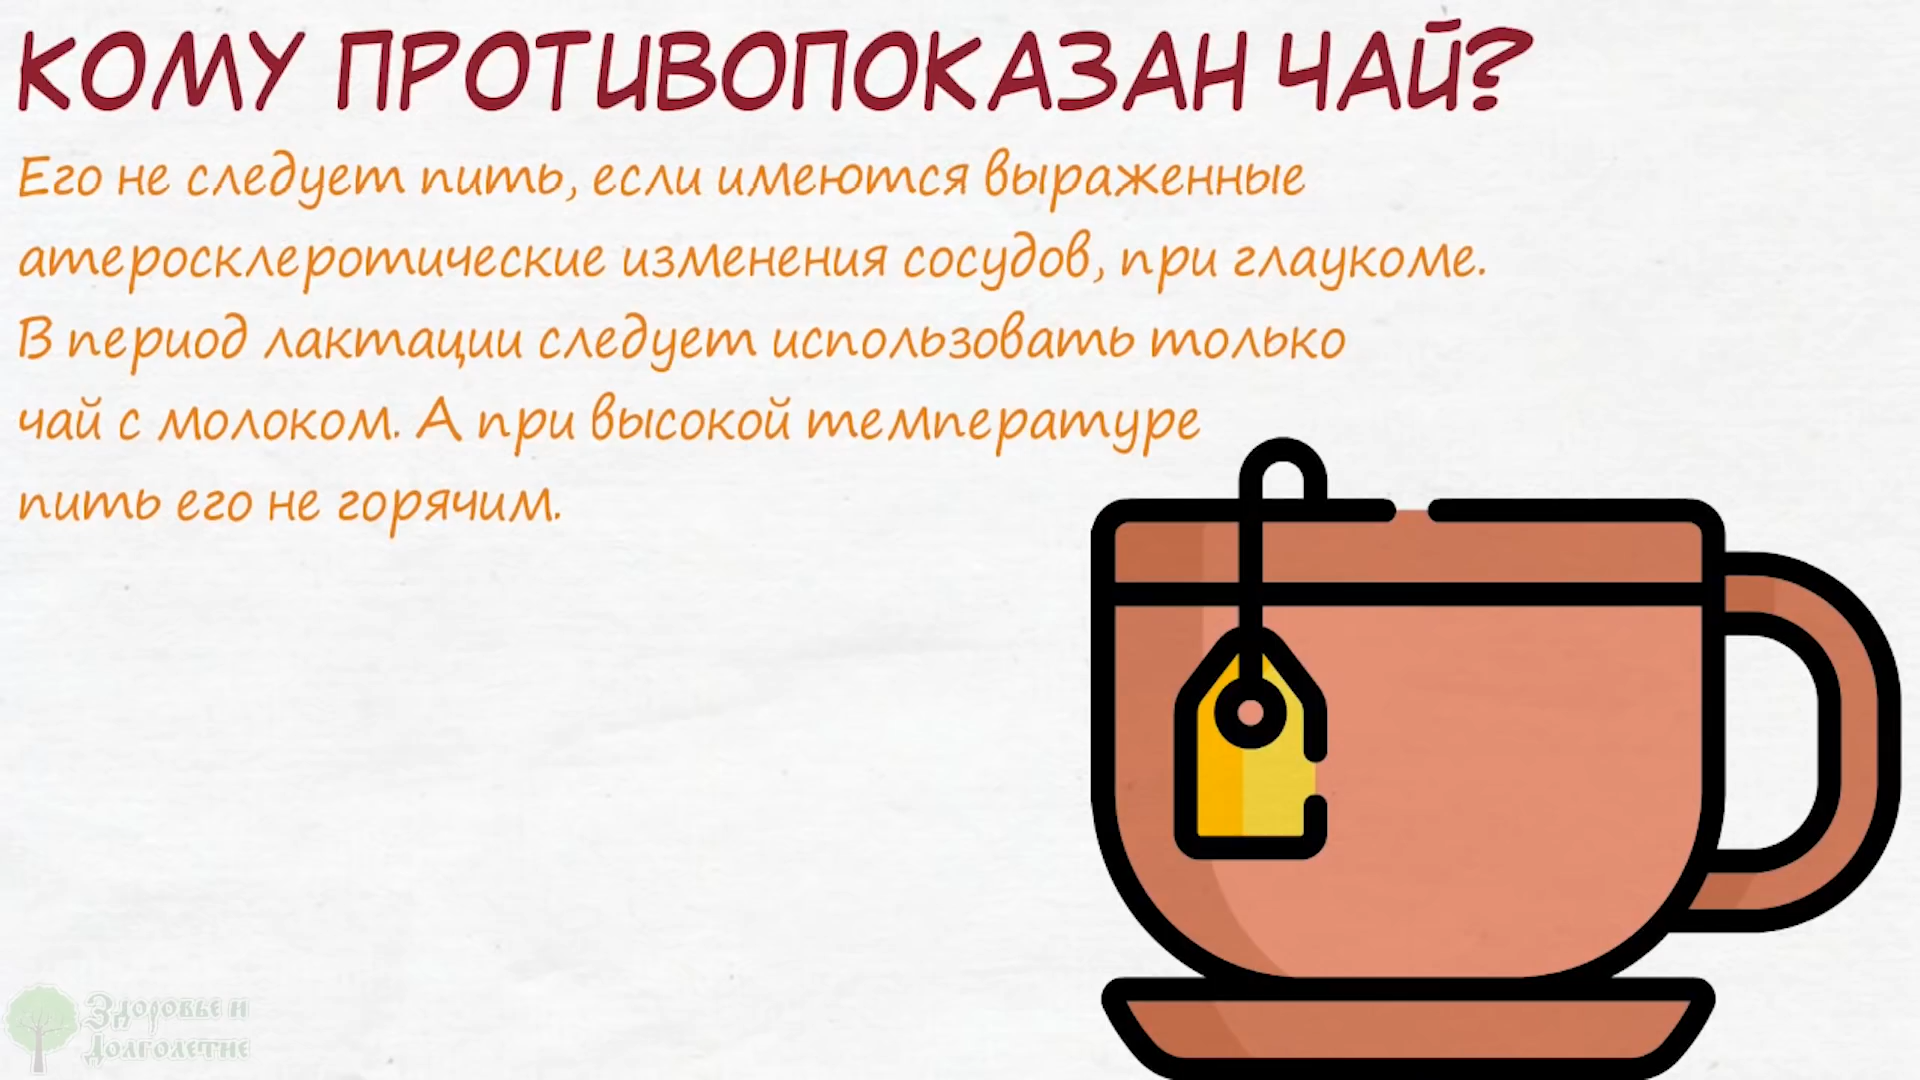 КОМУ ПРОТИВОПОКАЗАН ЧАЙ?
Его не следует пить, если имеются выраженные
атеросклеротические изменения сосудов, при глаукоме.
В период лактации следует использовать только
чай с молоком. А при высокой температуре
пить его не горячим.
Здоровье и
Долголетие